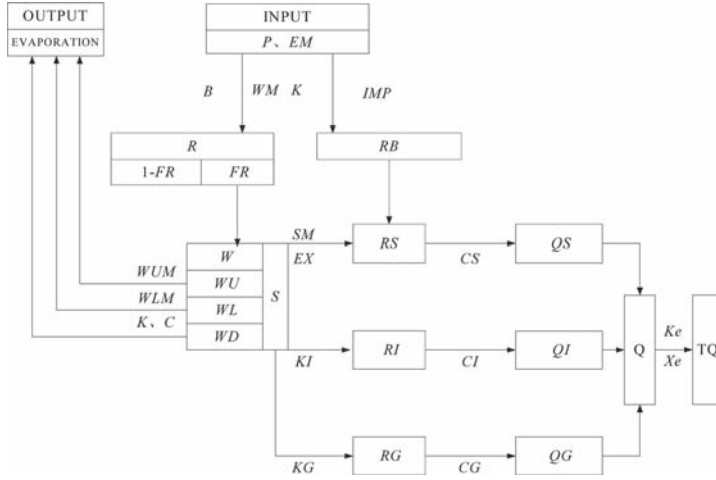 OUTPUT
EVAPORATION
INPUT
P、EM
B
WM K
IMP
R
1-FR
FR
RB
W
WU
WL
WD
S
WUM
WLM
K、C
SM
EX
RS
CS
QS
KI
RI
CI
QI
KG
RG
CG
QG
Q
Ke
Xe
TQ